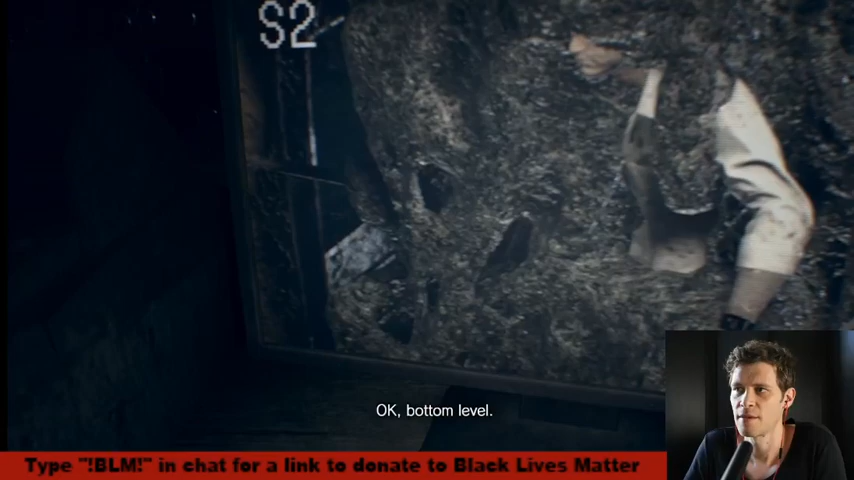 S2
OK, bottom level.
Type "!BLM!" in chat for a link to donate to Black Lives Matter